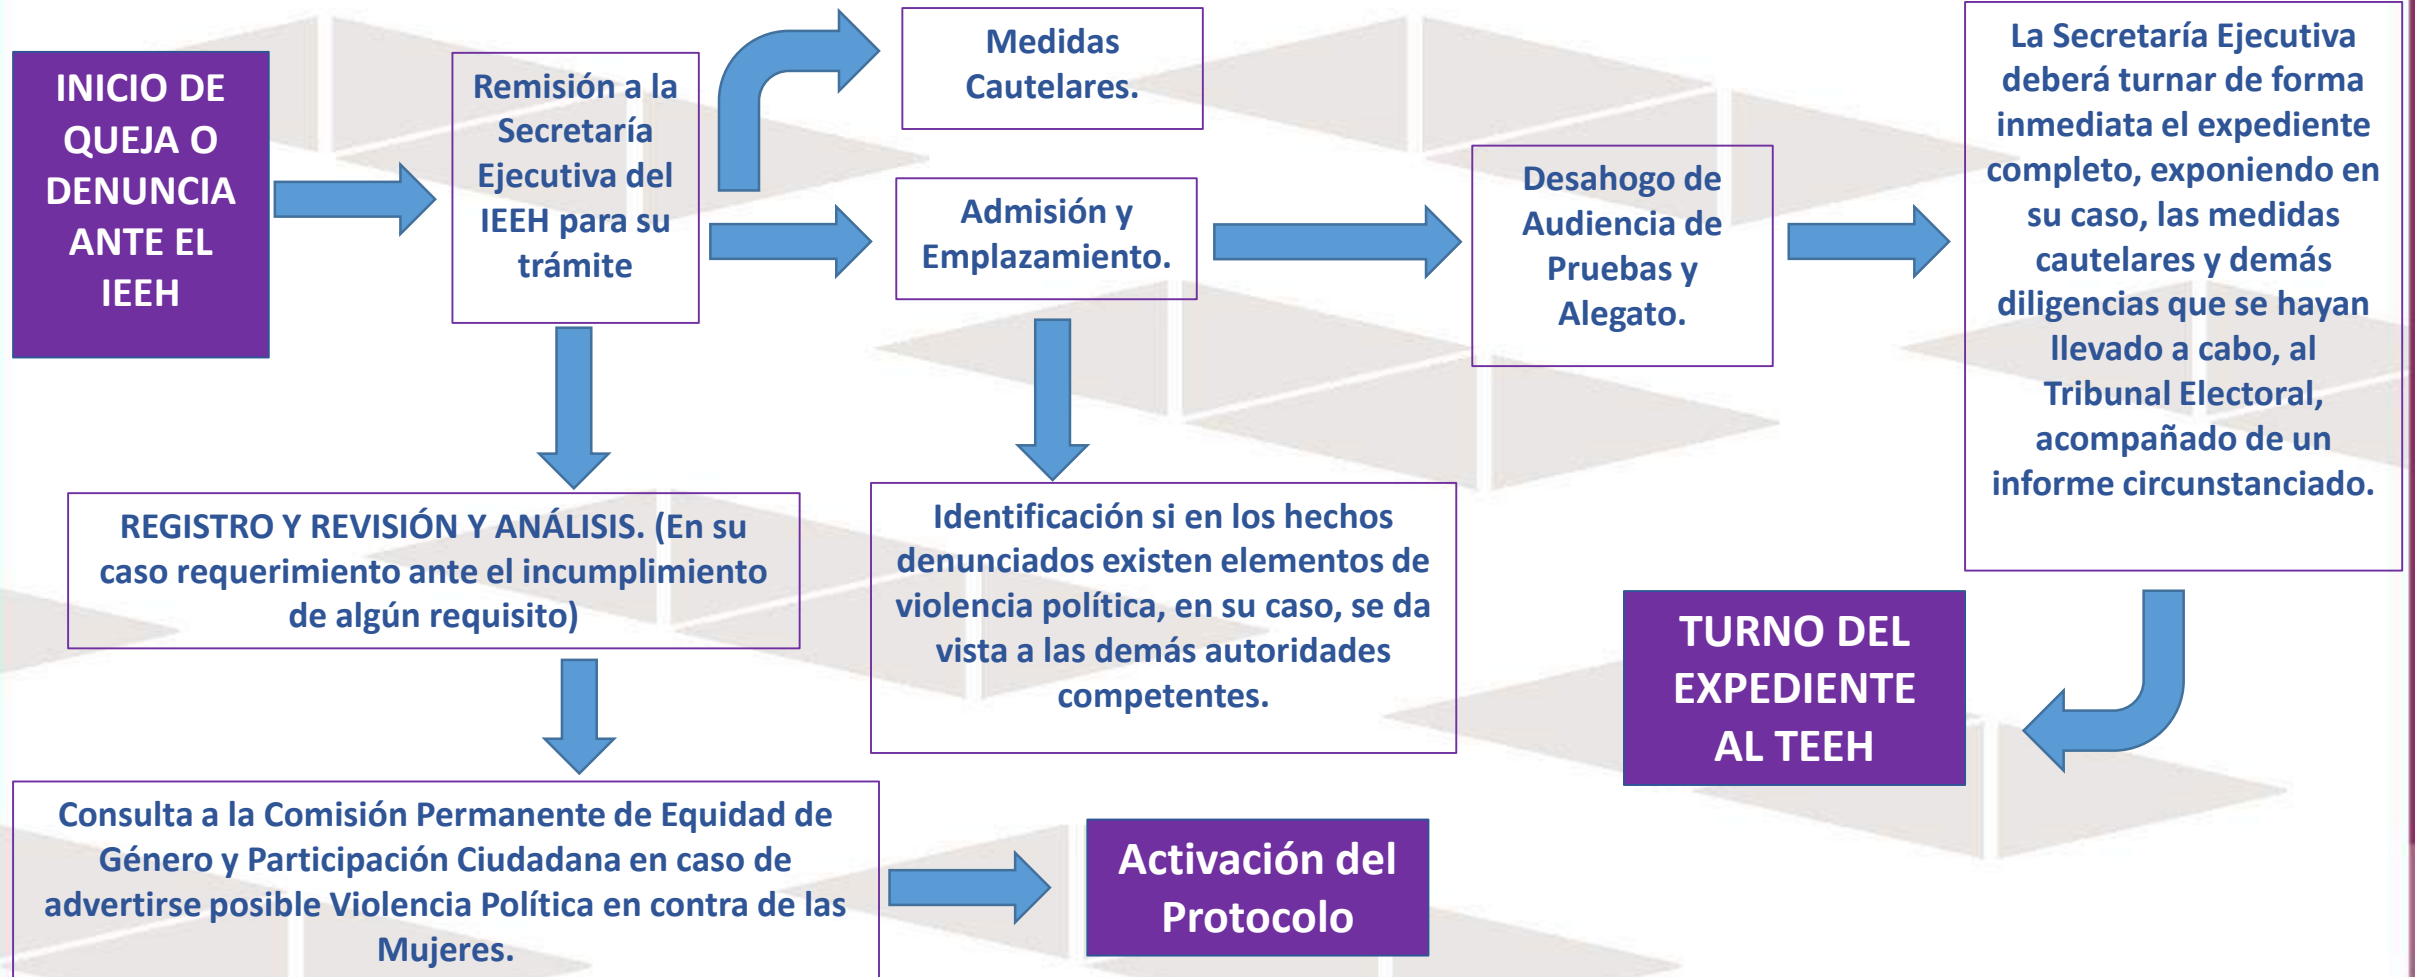 INICIO DE
QUEJA O
DENUNCIA
ANTE EL
IEEH
Remisión a la
Secretaría
Ejecutiva del
IEEH para su
trámite
Medidas
Cautelares.
Admisión y
Emplazamiento.
Desahogo de
Audiencia de
Pruebas y
Alegato.
La Secretaría Ejecutiva
deberá turnar de forma
inmediata el expediente
completo, exponiendo en
su caso, las medidas
cautelares y demás
diligencias que se hayan
llevado a cabo, al
Tribunal Electoral,
acompañado de un
informe circunstanciado.
REGISTRO Y REVISIÓN Y ANÁLISIS. (En su
caso requerimiento ante el incumplimiento
de algún requisito)
Identificación si en los hechos
denunciados existen elementos de
violencia política, en su caso, se da
vista a las demás autoridades
competentes.
TURNO DEL
EXPEDIENTE
AL TEEH
Consulta a la Comisión Permanente de Equidad de
Género y Participación Ciudadana en caso de
advertirse posible Violencia Política en contra de las
Mujeres.
Activación del
Protocolo